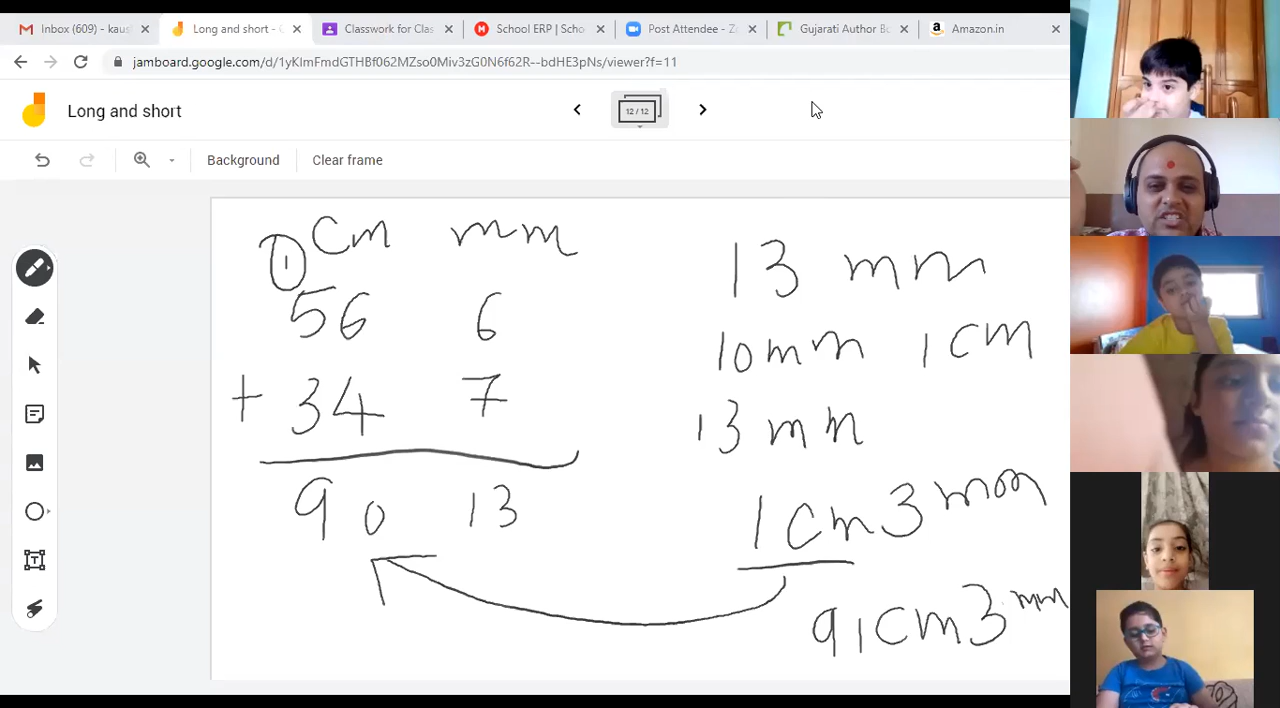 Inbox (609) - kaus
Long and short - G
Classwork for Clas
School ERP | Scho
Post Attendee - Ze
Gujarati Author Bo
Amazon.in
jamboard.google.com/d/1yKImFmdGTHBf062MZso0Miv3zG0N6f62R--bdHE3pNs/viewer?f=11
Long and short
12 / 12
Background
Clear frame
1 cm mm
56 6
+ 34 7
90 13
13 mm
10mm 1cm
13 mm
1cm 3mm
91cm 3mm